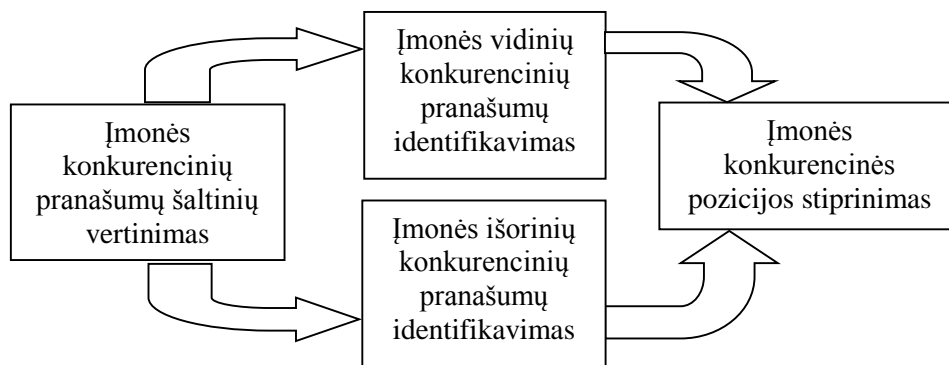 Įmonės
konkurencinių
pranašumų šaltinių
vertinimas
Įmonės vidinių
konkurencinių
pranašumų
identifikavimas
Įmonės išorinių
konkurencinių
pranašumų
identifikavimas
Įmonės
konkurencinės
pozicijos stiprinimas